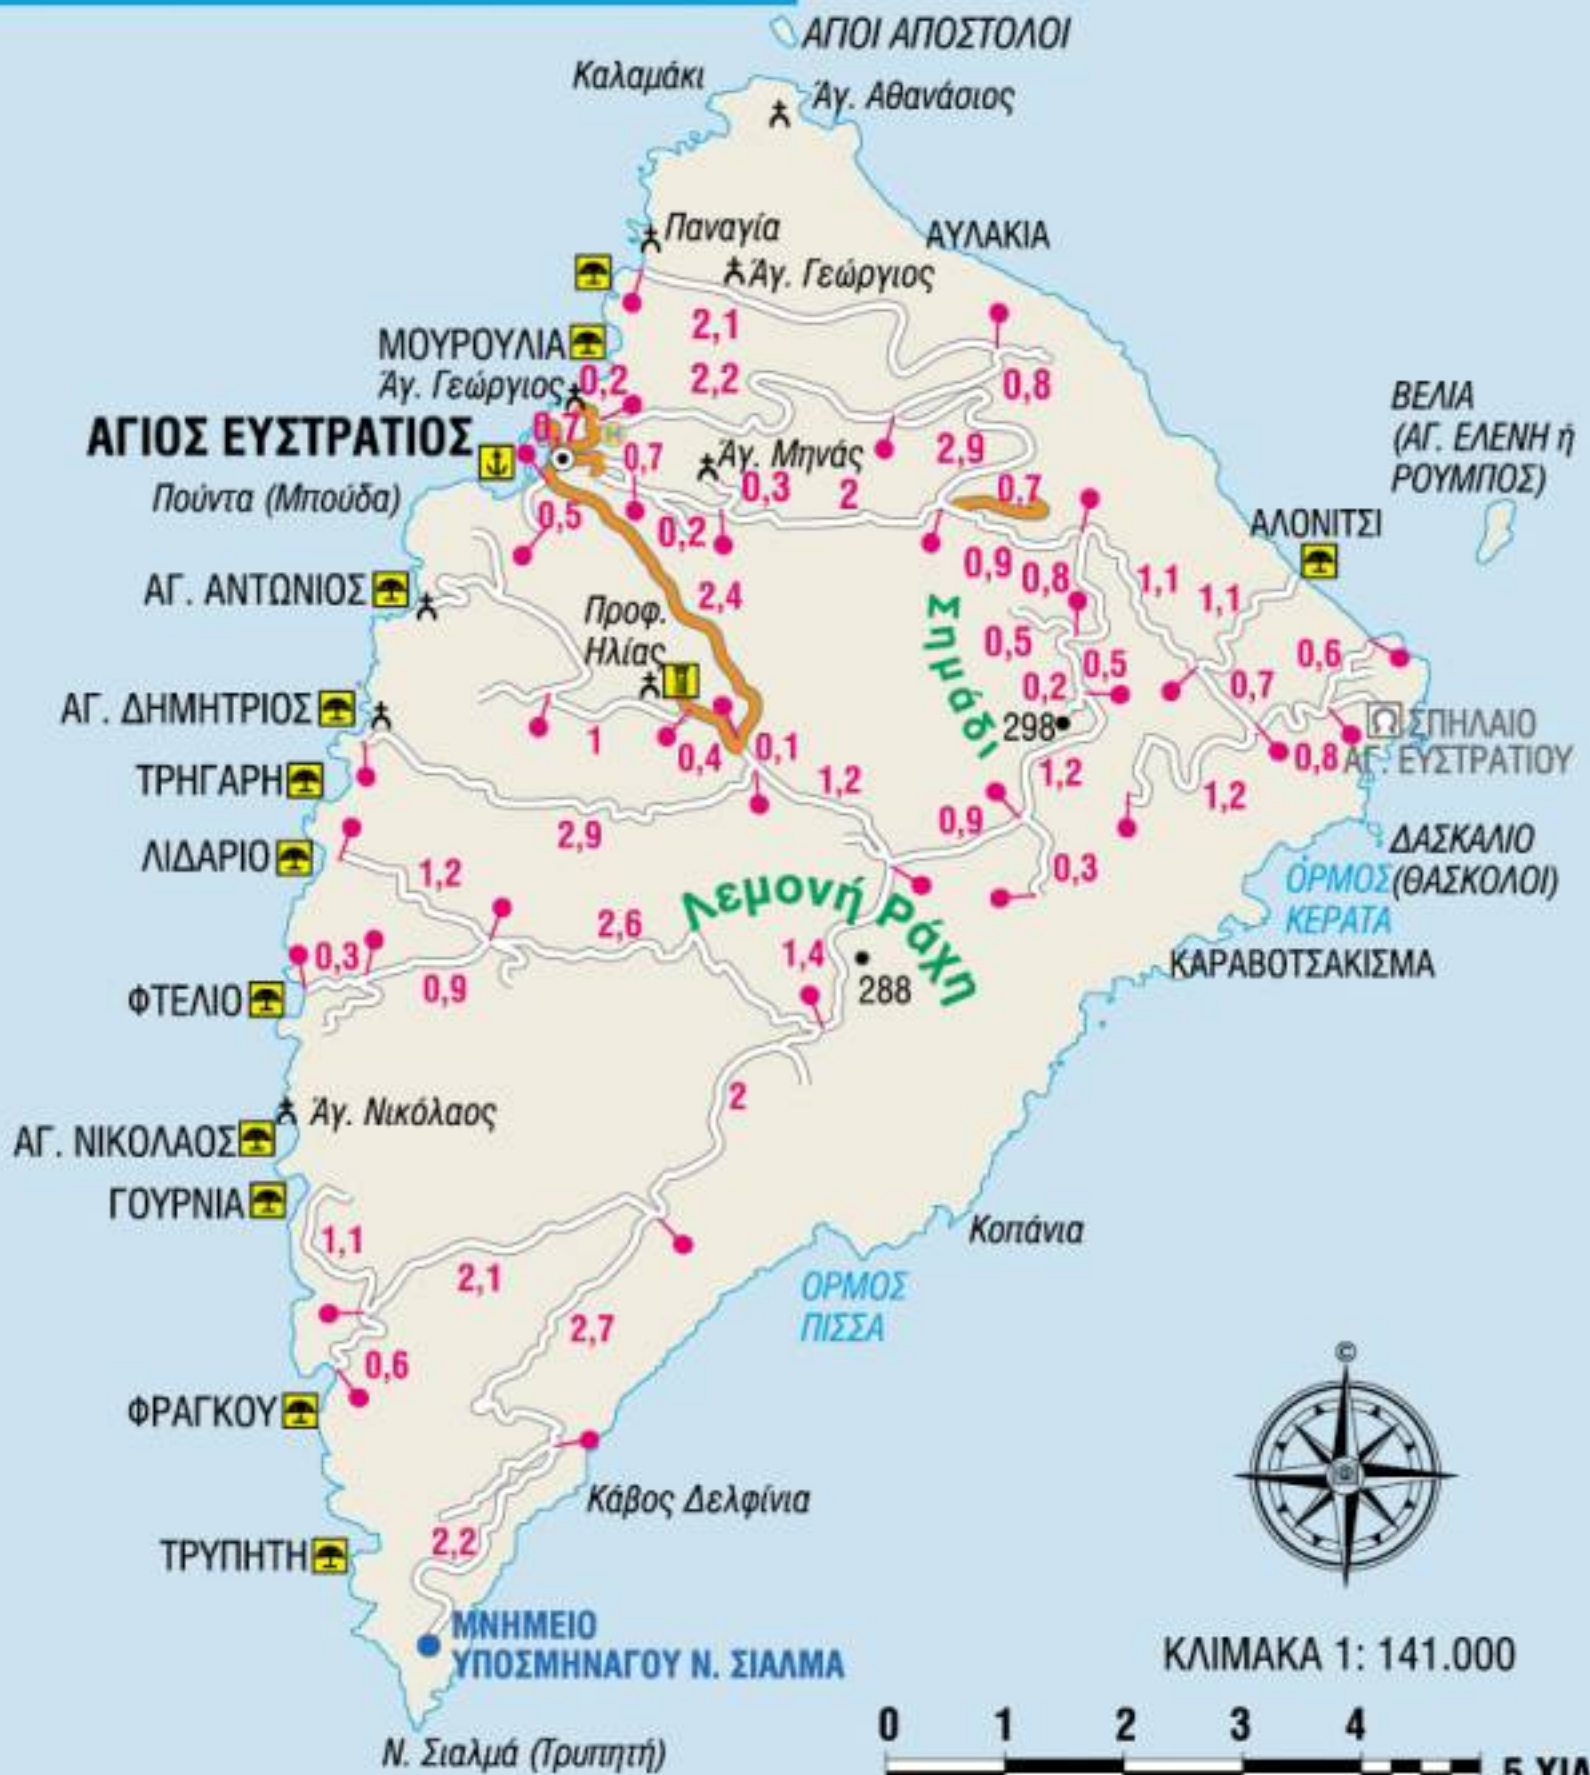 ΑΓΙΟΙ ΑΠΟΣΤΟΛΟΙ
Καλαμάκι
Άγ. Αθανάσιος
Παναγία
ΑΥΛΑΚΙΑ
Άγ. Γεώργιος
2,1
ΜΟΥΡΟΥΛΙΑ
Άγ. Γεώργιος
0,2
2,2
0,8
ΒΕΛΙΑ
(ΑΓ. ΕΛΕΝΗ ή
ΡΟΥΜΠΟΣ)
ΑΓΙΟΣ ΕΥΣΤΡΑΤΙΟΣ
0,7
H
0,7
Άγ. Μηνάς
2,9
Πούντα (Μπούδα)
0,3
2
0,7
0,5
0,2
ΑΛΟΝΙΤΣΙ
0,9
0,8
1,1
1,1
ΑΓ. ΑΝΤΩΝΙΟΣ
2,4
Προφ.
Ηλίας
Σημάδι
0,5
0,5
0,6
0,2
0,7
ΑΓ. ΔΗΜΗΤΡΙΟΣ
298
ΣΠΗΛΑΙΟ
ΑΓ. ΕΥΣΤΡΑΤΙΟΥ
1
0,4
0,1
0,8
ΤΡΗΓΑΡΗ
1,2
1,2
1,2
2,9
0,9
ΔΑΣΚΑΛΙΟ
(ΘΑΣΚΟΛΟΙ)
ΛΙΔΑΡΙΟ
1,2
0,3
ΌΡΜΟΣ
ΚΕΡΑΤΑ
Λεμονή Ράχη
2,6
0,3
1,4
ΚΑΡΑΒΟΤΣΑΚΙΣΜΑ
ΦΤΕΛΙΟ
0,9
288
2
Άγ. Νικόλαος
ΑΓ. ΝΙΚΟΛΑΟΣ
ΓΟΥΡΝΙΑ
Κοπάνια
1,1
2,1
ΟΡΜΟΣ
ΠΙΣΣΑ
2,7
0,6
©
ΦΡΑΓΚΟΥ
Κάβος Δελφίνια
2,2
ΤΡΥΠΗΤΗ
ΜΝΗΜΕΙΟ
ΥΠΟΣΜΗΝΑΓΟΥ Ν. ΣΙΑΛΜΑ
ΚΛΙΜΑΚΑ 1: 141.000
0 1 2 3 4
Ν. Σιαλμά (Τρυπητή)